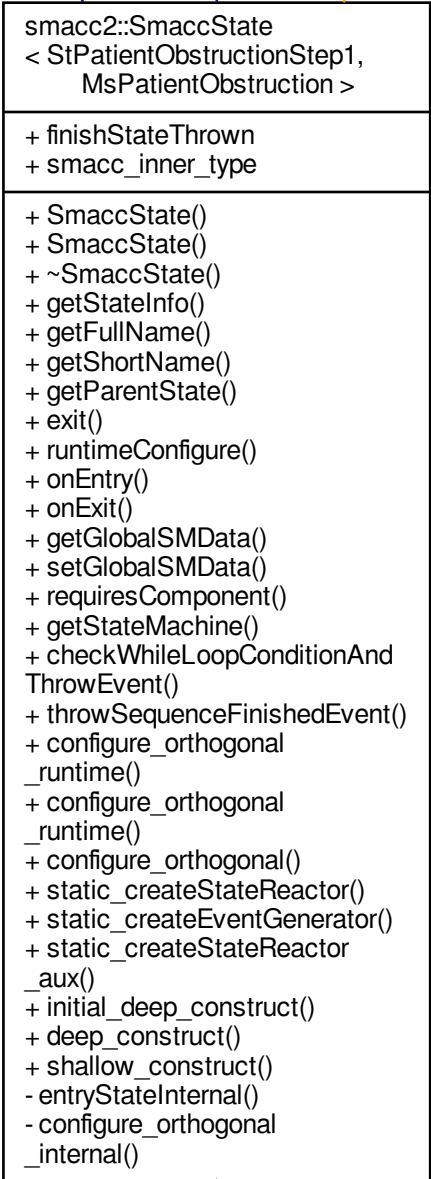 smacc2::SmaccState
< StPatientObstructionStep1,
MsPatientObstruction >
+ finishStateThrown
+ smacc_inner_type
+ SmaccState()
+ SmaccState()
+ ~SmaccState()
+ getStateInfo()
+ getFullName()
+ getShortName()
+ getParentState()
+ exit()
+ runtimeConfigure()
+ onEntry()
+ onExit()
+ getGlobalSMData()
+ setGlobalSMData()
+ requiresComponent()
+ getStateMachine()
+ checkWhileLoopConditionAnd
ThrowEvent()
+ throwSequenceFinishedEvent()
+ configure_orthogonal
_runtime()
+ configure_orthogonal
_runtime()
+ configure_orthogonal()
+ static_createStateReactor()
+ static_createEventGenerator()
+ static_createStateReactor
_aux()
+ initial_deep_construct()
+ deep_construct()
+ shallow_construct()
- entryStateInternal()
- configure_orthogonal
_internal()